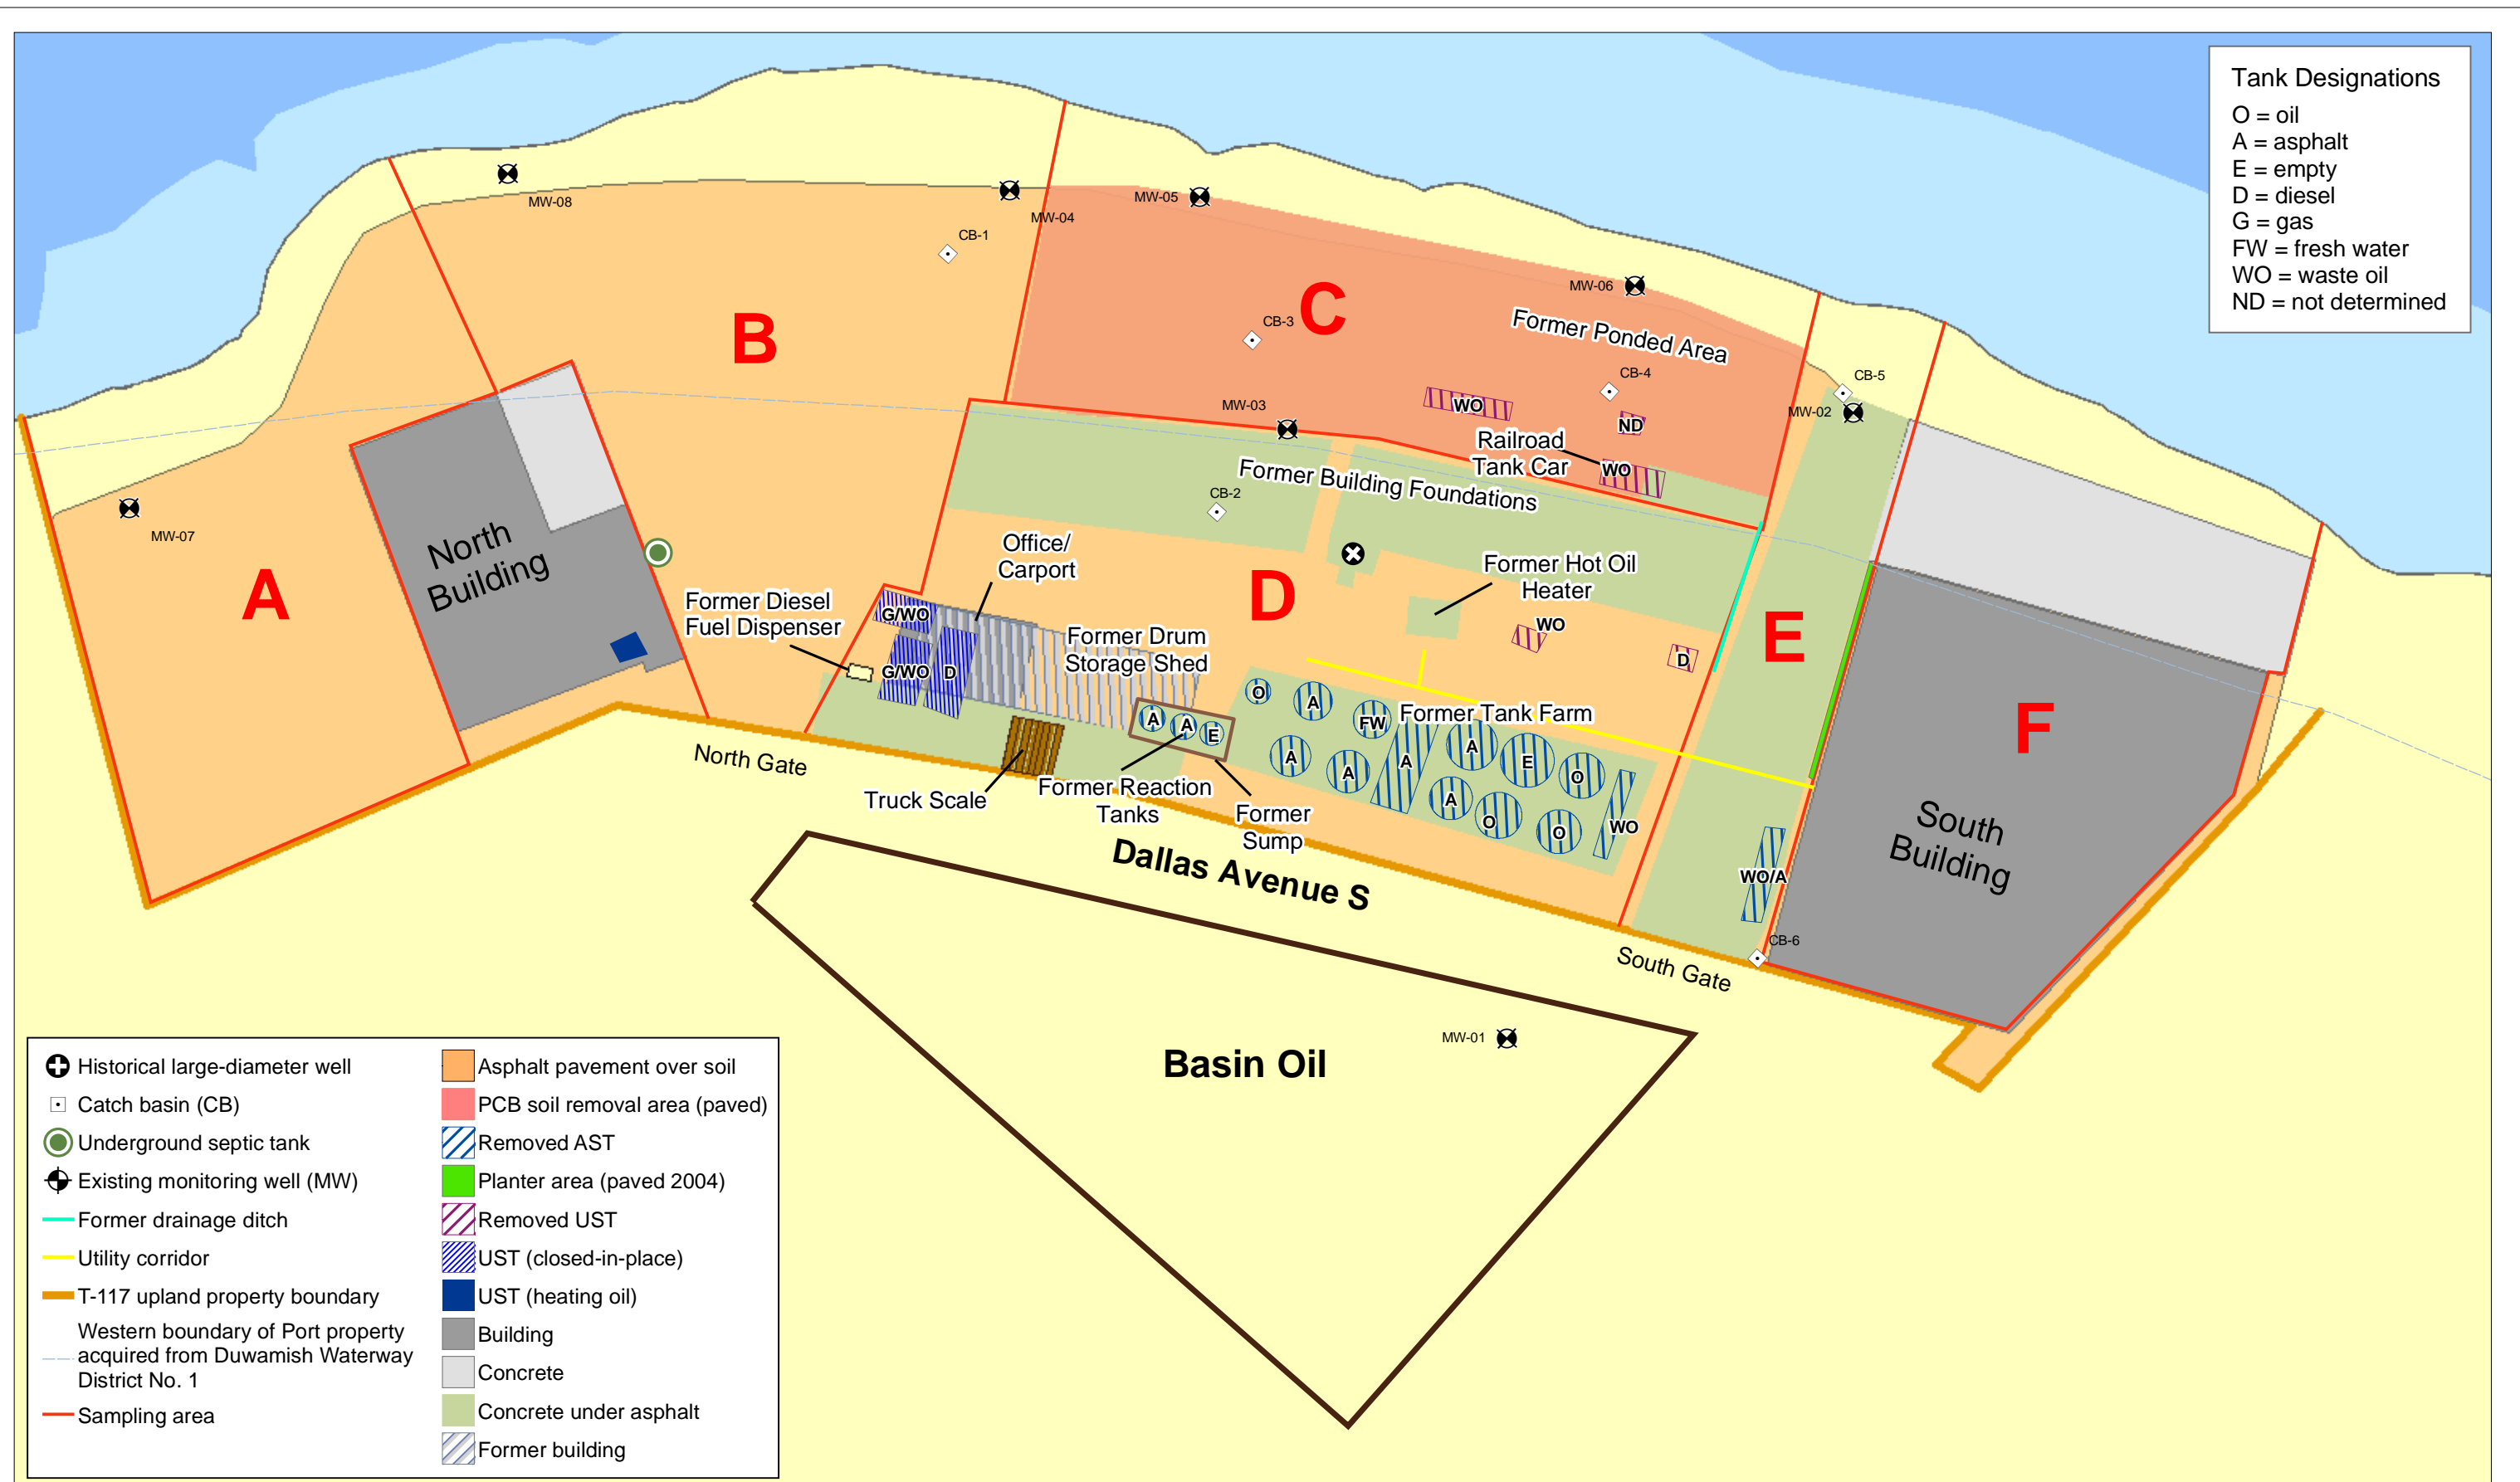 Tank Designations
O = oil
A = asphalt
E = empty
D = diesel
G = gas
FW = fresh water
WO = waste oil
ND = not determined
MW-08
MW-04
MW-05
CB-1
MW-06
B
C
CB-3
Former Ponded Area
CB-4
CB-5
MW-03
WO
MW-02
ND
Railroad
Tank Car
WO
Former Building Foundations
CB-2
MW-07
North
Building
A
Office/
Carport
D
Former Hot Oil
Heater
E
F
Former Diesel
Fuel Dispenser
G/WO
G/WO
D
Former Drum
Storage Shed
WO
D
O
A
FW
Former Tank Farm
A
A
E
A
A
A
A
E
O
A
O
O
WO
North Gate
Truck Scale
Former Reaction
Tanks
Former
Sump
South
Building
WO/A
Dallas Avenue S
CB-6
South Gate
MW-01
Basin Oil
Historical large-diameter well
Catch basin (CB)
Underground septic tank
Existing monitoring well (MW)
Former drainage ditch
Utility corridor
T-117 upland property boundary
Western boundary of Port property
acquired from Duwamish Waterway
District No. 1
Sampling area
Asphalt pavement over soil
PCB soil removal area (paved)
Removed AST
Planter area (paved 2004)
Removed UST
UST (closed-in-place)
UST (heating oil)
Building
Concrete
Concrete under asphalt
Former building